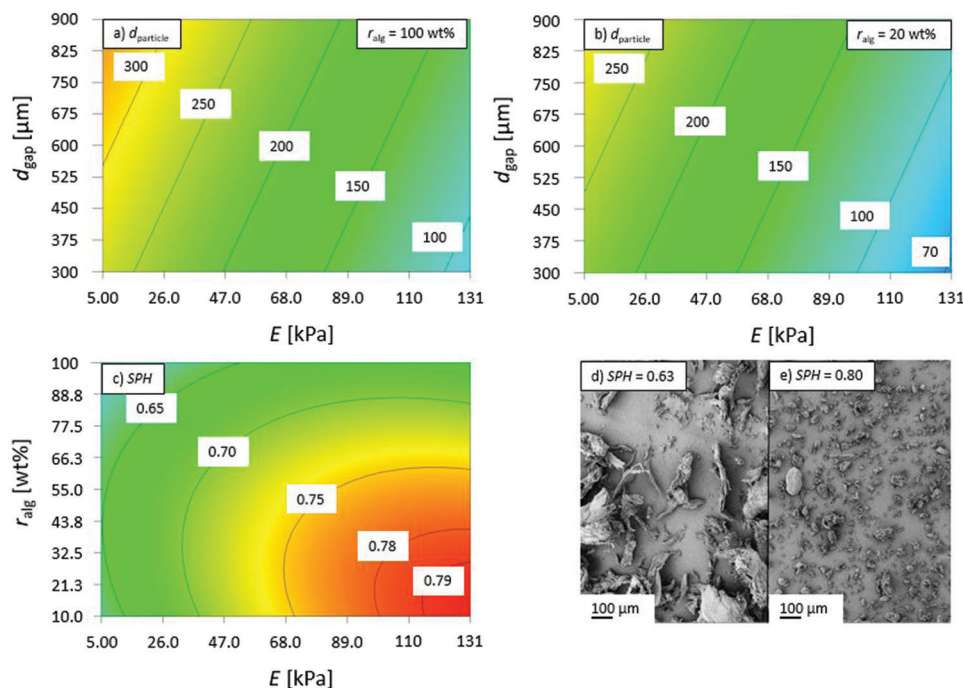 a) dparticle
ralg = 100 wt%
900
825
750
675
600
525
450
375
300
dgap [µm]
300
250
200
150
100
5.00 26.0 47.0 68.0 89.0 110 131
E [kPa]
b) dparticle
ralg = 20 wt%
900
825
750
675
600
525
450
375
300
dgap [µm]
250
200
150
100
70
5.00 26.0 47.0 68.0 89.0 110 131
E [kPa]
c) SPH
100
88.8
77.5
66.3
55.0
43.8
32.5
21.3
10.0
ralg [wt%]
0.65
0.70
0.75
0.78
0.79
5.00 26.0 47.0 68.0 89.0 110 131
E [kPa]
d) SPH = 0.63
100 µm
e) SPH = 0.80
100 µm